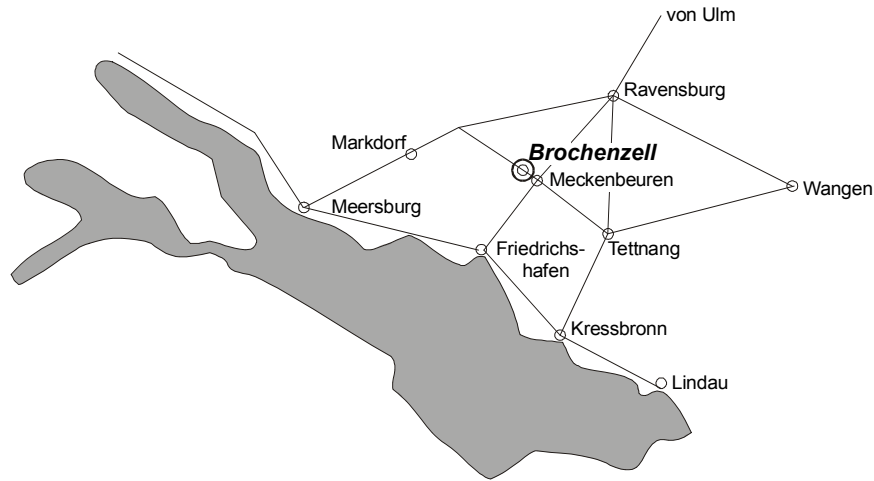 von Ulm
Ravensburg
Markdorf
Brochenzell
Meckenbeuren
Wangen
Meersburg
Friedrichs-
hafen
Tettnang
Kressbronn
Lindau